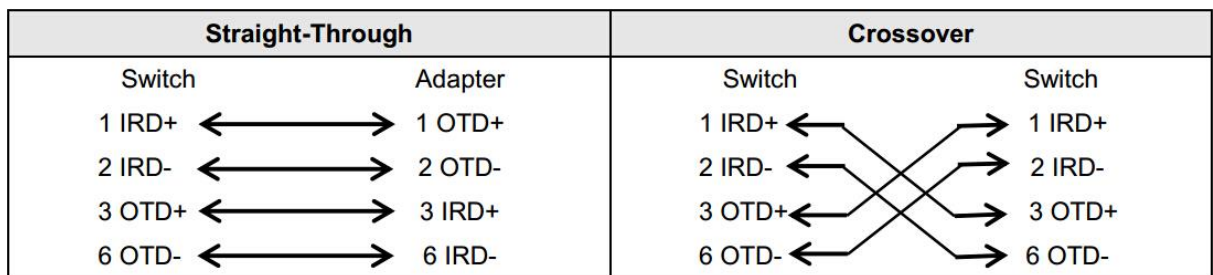 Straight-Through Crossover
Switch Adapter Switch Switch
1 IRD+ 1 OTD+ 1 IRD+ 1 IRD+
2 IRD- 2 OTD- 2 IRD- 2 IRD-
3 OTD+ 3 IRD+ 3 OTD+ 3 OTD+
6 OTD- 6 IRD- 6 OTD- 6 OTD-